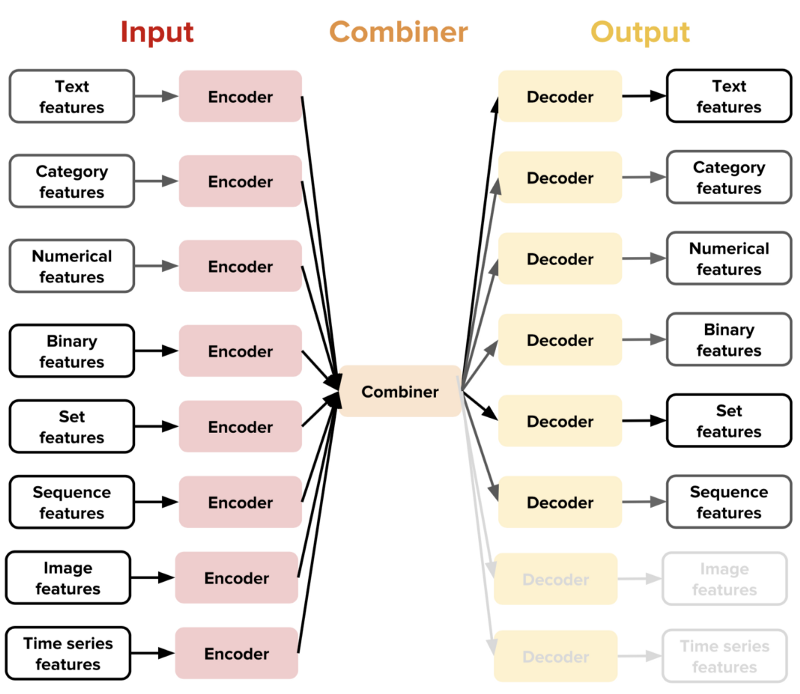 Input
Combiner
Output
Text
features
Encoder
Decoder
Text
features
Category
features
Encoder
Decoder
Category
features
Numerical
features
Encoder
Decoder
Numerical
features
Binary
features
Encoder
Decoder
Binary
features
Combiner
Set
features
Encoder
Decoder
Set
features
Sequence
features
Encoder
Decoder
Sequence
features
Image
features
Encoder
Decoder
Image
features
Time series
features
Encoder
Decoder
Time series
features